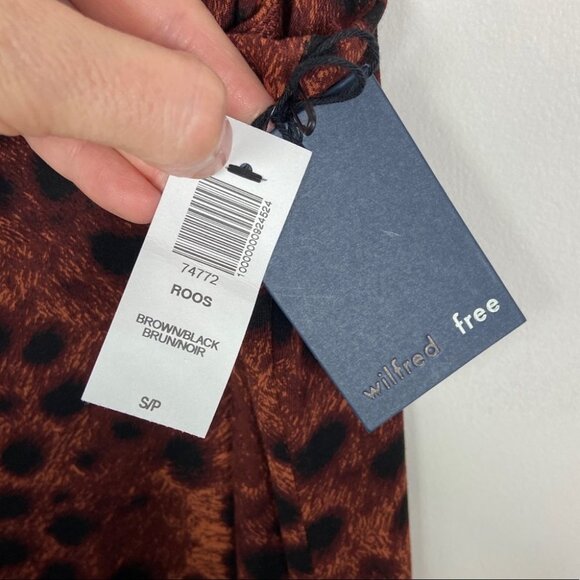 1000000924524
74772
ROOS
BROWN/BLACK
BRUN/NOIR
S/P
wilfred free